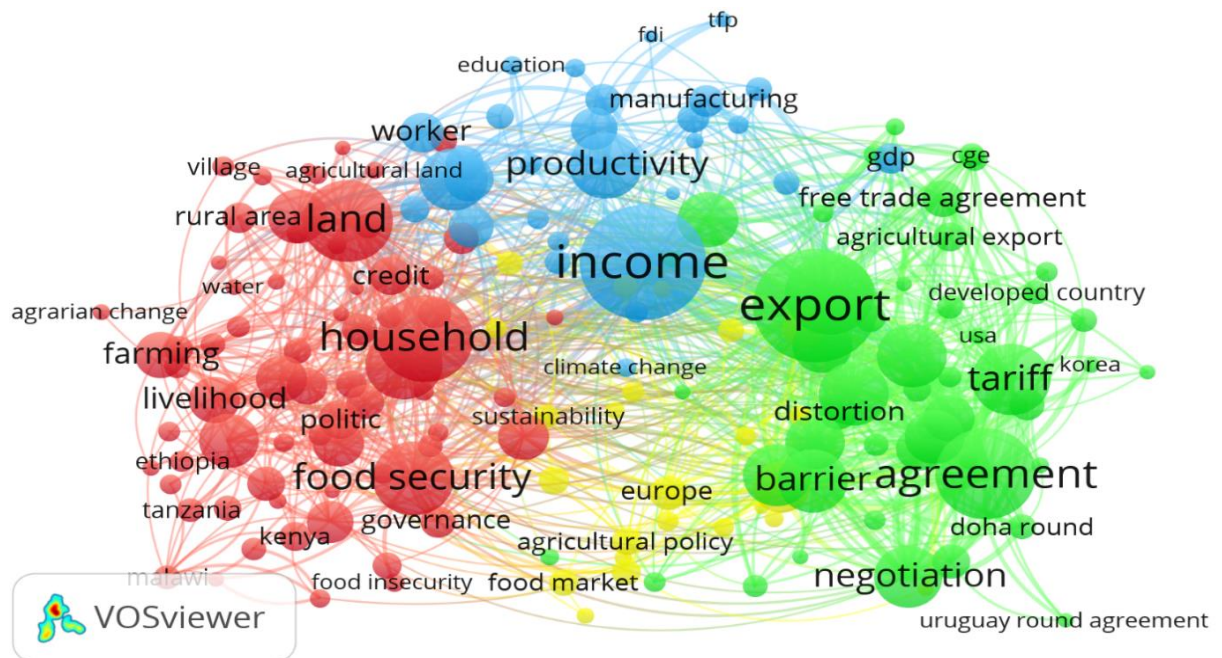 tfp
fdi
education
manufacturing
worker
productivity
gdp
cge
village
agricultural land
free trade agreement
rural area
land
agricultural export
income
credit
water
developed country
export
agrarian change
household
usa
farming
climate change
tariff
korea
livelihood
politic
sustainability
distortion
ethiopia
food security
barrier
agreement
europe
tanzania
governance
doha round
kenya
agricultural policy
malawi
food insecurity
food market
negotiation
VOSviewer
uruguay round agreement